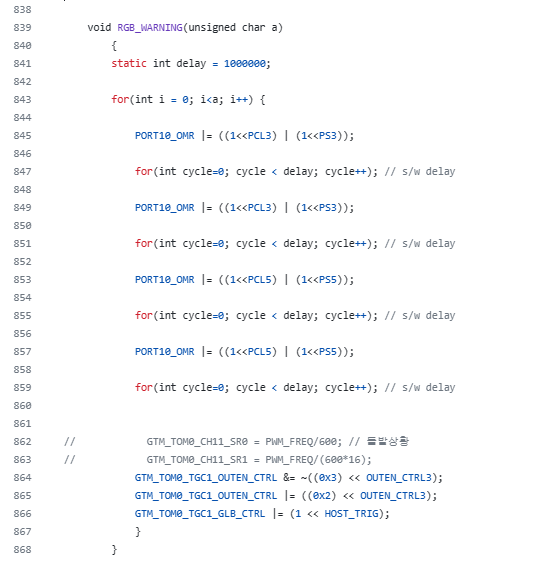 838
839 void RGB_WARNING(unsigned char a)
840 {
841 static int delay = 1000000;
842
843 for(int i = 0; i<a; i++) {
844
845 PORT10_OMR |= ((1<<PCL3) | (1<<PS3));
846
847 for(int cycle=0; cycle < delay; cycle++); // s/w delay
848
849 PORT10_OMR |= ((1<<PCL3) | (1<<PS3));
850
851 for(int cycle=0; cycle < delay; cycle++); // s/w delay
852
853 PORT10_OMR |= ((1<<PCL5) | (1<<PS5));
854
855 for(int cycle=0; cycle < delay; cycle++); // s/w delay
856
857 PORT10_OMR |= ((1<<PCL5) | (1<<PS5));
858
859 for(int cycle=0; cycle < delay; cycle++); // s/w delay
860
861
862 // GTM_TOM0_CH11_SR0 = PWM_FREQ/600; // 돌발상황
863 // GTM_TOM0_CH11_SR1 = PWM_FREQ/(600*16);
864 GTM_TOM0_TGC1_OUTEN_CTRL &= ~((0x3) << OUTEN_CTRL3);
865 GTM_TOM0_TGC1_OUTEN_CTRL |= ((0x2) << OUTEN_CTRL3);
866 GTM_TOM0_TGC1_GLB_CTRL |= (1 << HOST_TRIG);
867 }
868 }